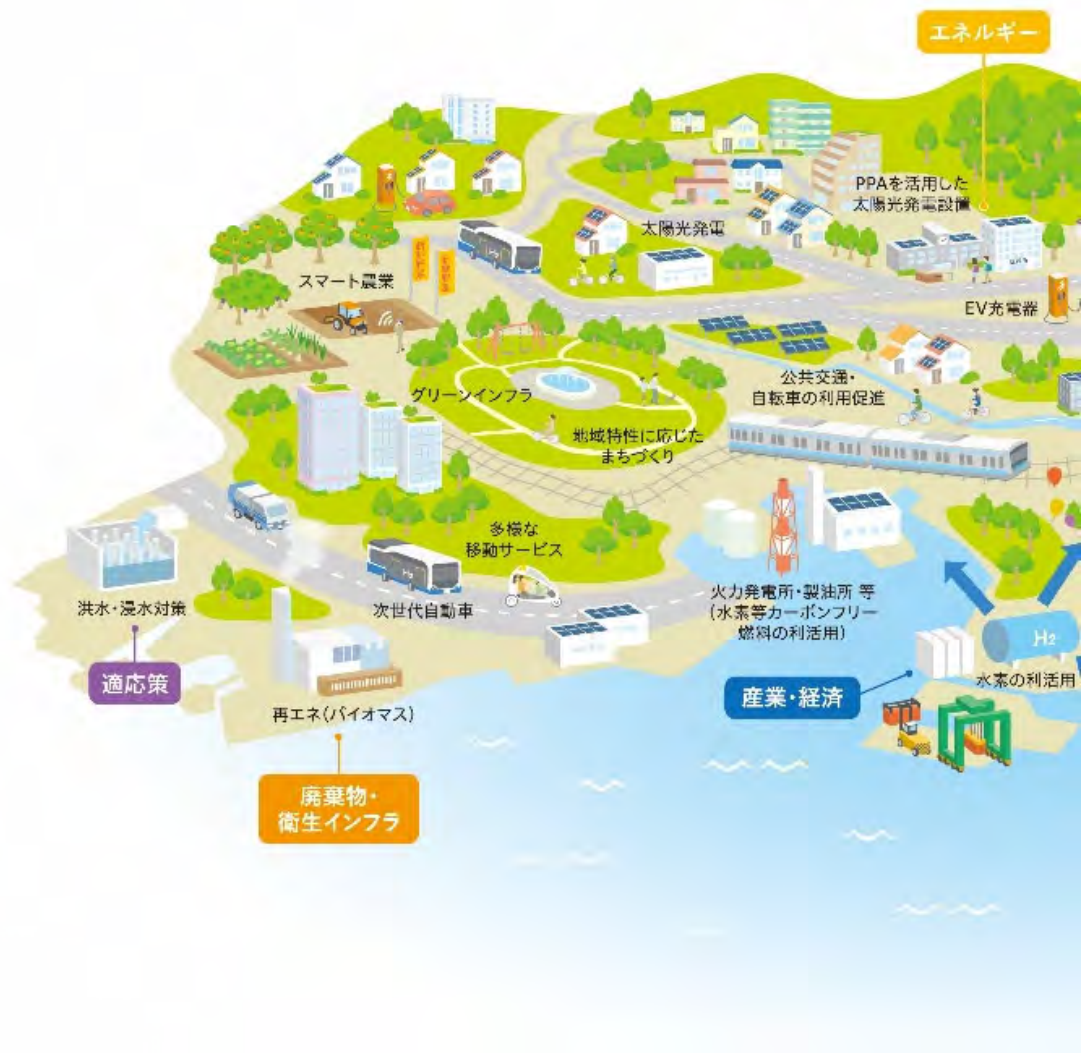 エネルギー
PPAを活用した
太陽光発電設置
太陽光発電
スマート農業
EV充電器
公共交通・
自転車の利用促進
グリーンインフラ
地域特性に応じた
まちづくり
多様な
移動サービス
次世代自動車
洪水・浸水対策
適応策
火力発電所・製油所 等
(水素等カーボンフリー
燃料の利活用)
H2
水素の利活用
産業・経済
再エネ(バイオマス)
廃棄物・
衛生インフラ